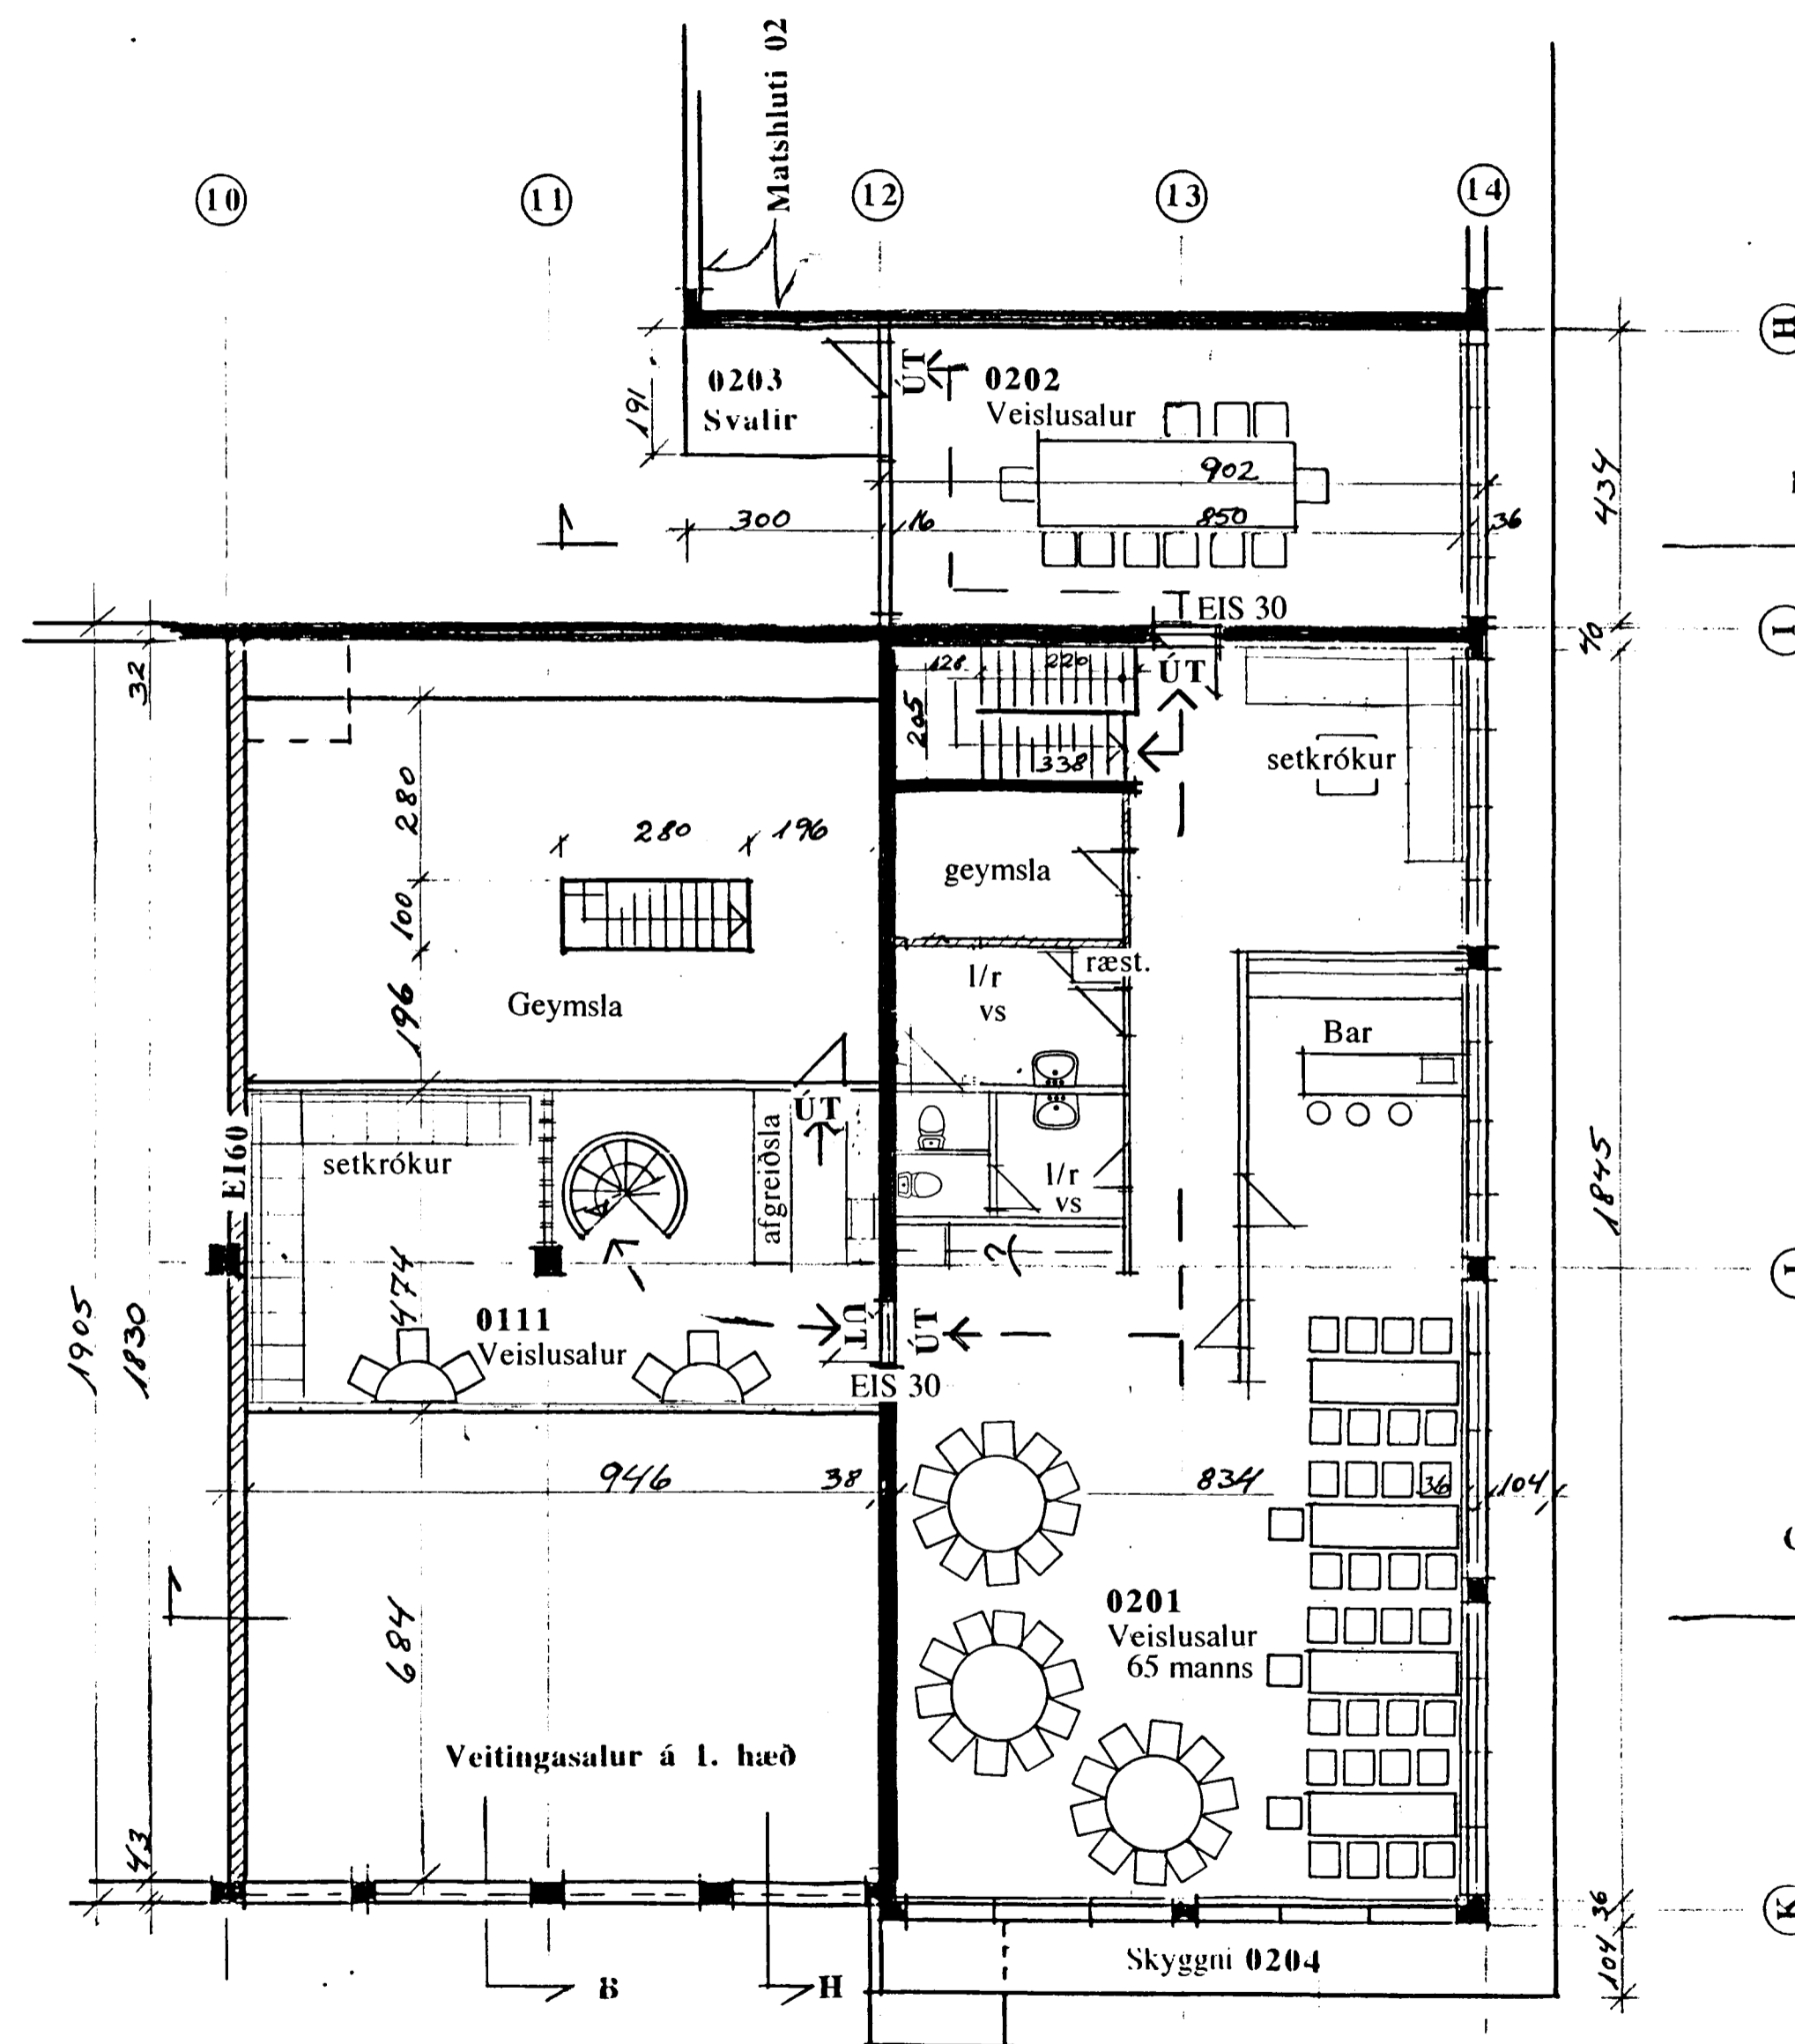 Matshluti 02
10
11
12
13
14
H
0203
Svalir
ÚT
0202
Veislusalur
191
902
434
300
16
850
36
EIS 30
I
40
32
128
220
ÚT
205
338
setkrókur
280
280
196
geymsla
100
ræst.
l/r
vs
196
Geymsla
Bar
ÚT
EI60
setkrókur
afgreiðsla
l/r
vs
1845
474
0111
Veislusalur
ÚT
ÚT
1905
1830
EIS 30
946
38
834
36
104
0201
Veislusalur
65 manns
684
Veitingasalur á 1. hæð
43
36
K
Skyggni 0204
104
B
H